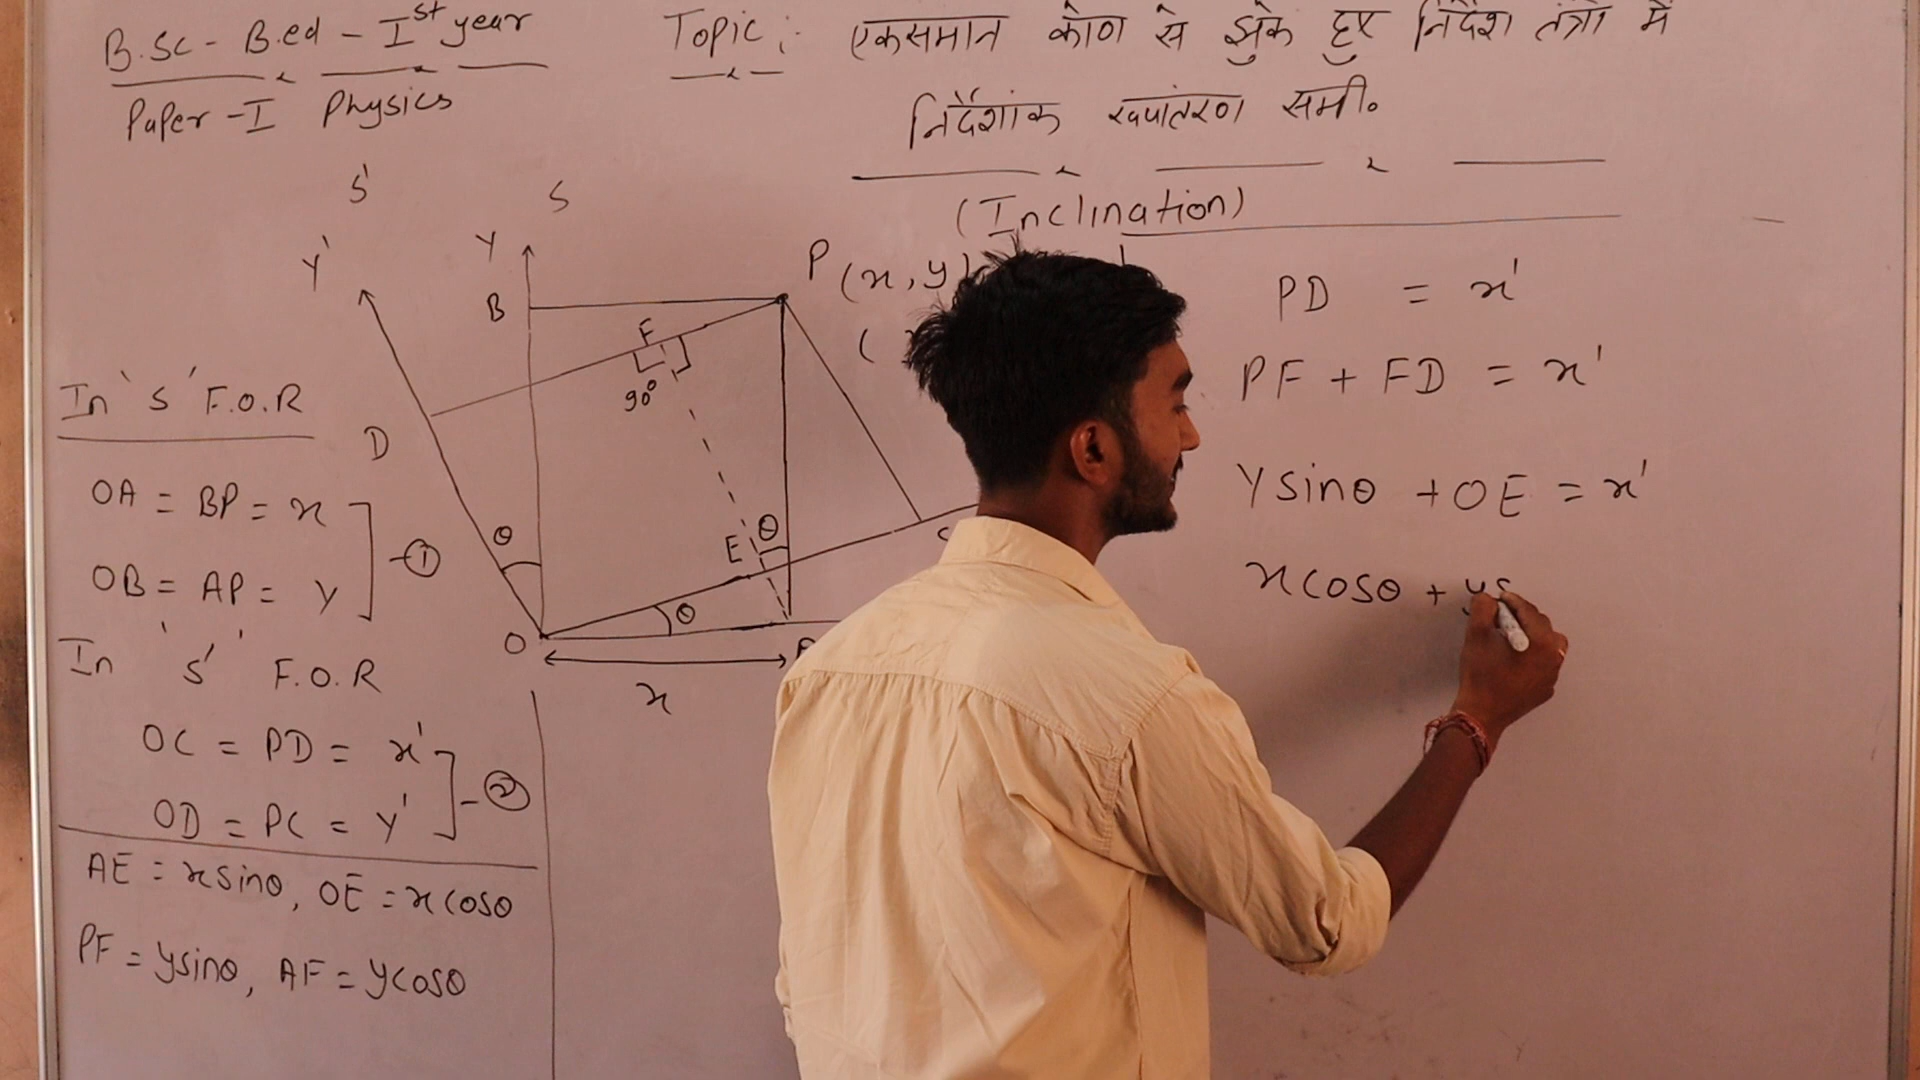 B.Sc - B.ed - Ist year
Paper - I Physics
Topic :- एकसमान कोण से झुके हुए निर्देश तंत्रो में
निर्देशांक रूपांतरण समी०
(Inclination)
S' S
Y' Y
B
P (x, y)
(
F
90°
D
θ
θ
E
θ
O
x
In 'S' F.O.R
OA = BP = x
OB = AP = y ] - ①
In 'S'' F.O.R
OC = PD = x'
OD = PC = y' ] - ②
AE = x sinθ, OE = x cosθ
PF = y sinθ, AF = y cosθ
PD = x'
PF + FD = x'
y sinθ + OE = x'
x cosθ + ys